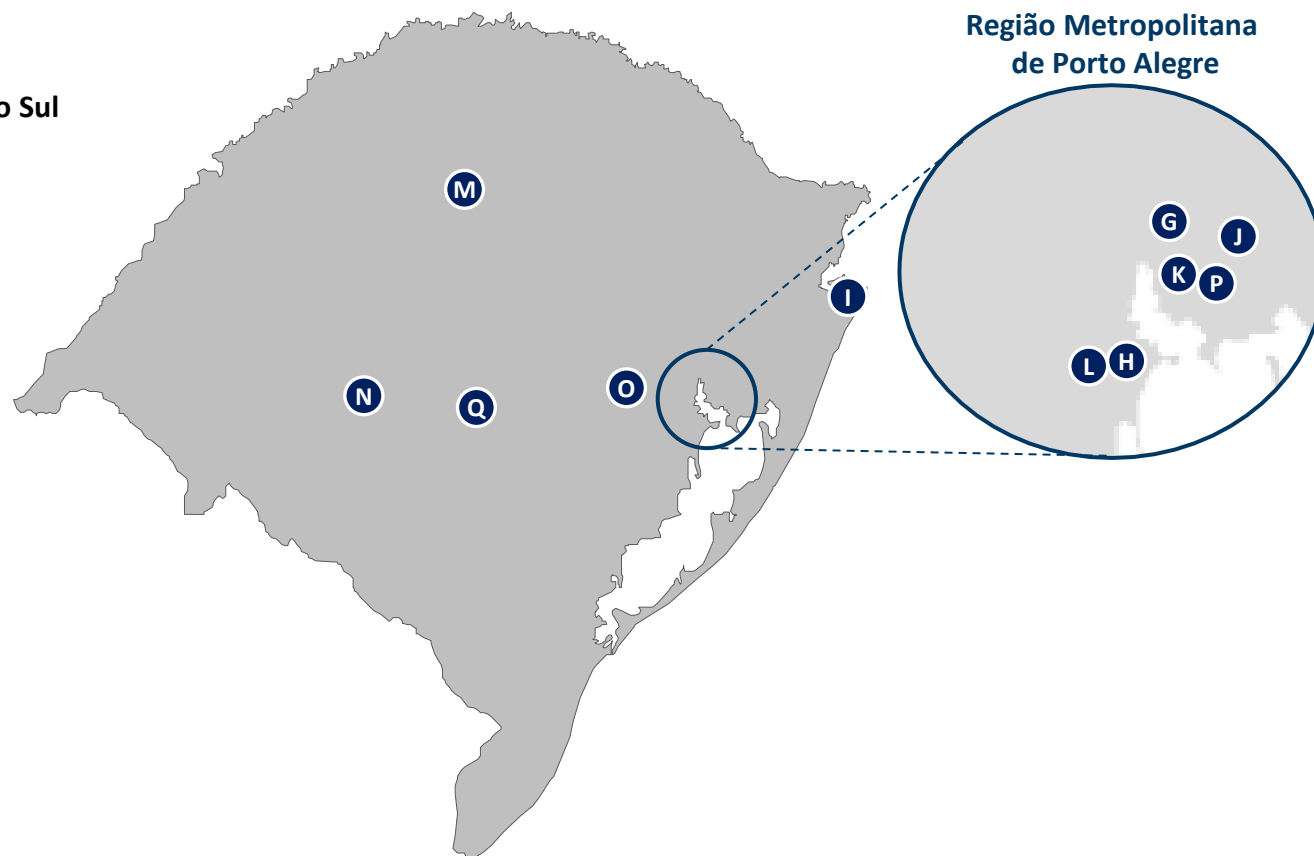 Região Metropolitana
de Porto Alegre
o Sul
M
G
J
K
P
I
L
H
O
N
Q